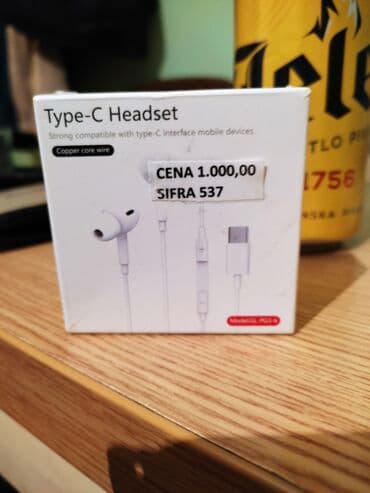 Type-C Headset
Strong compatible with type-C interface mobile devices
Copper core wire
CENA 1.000,00
SIFRA 537
1756